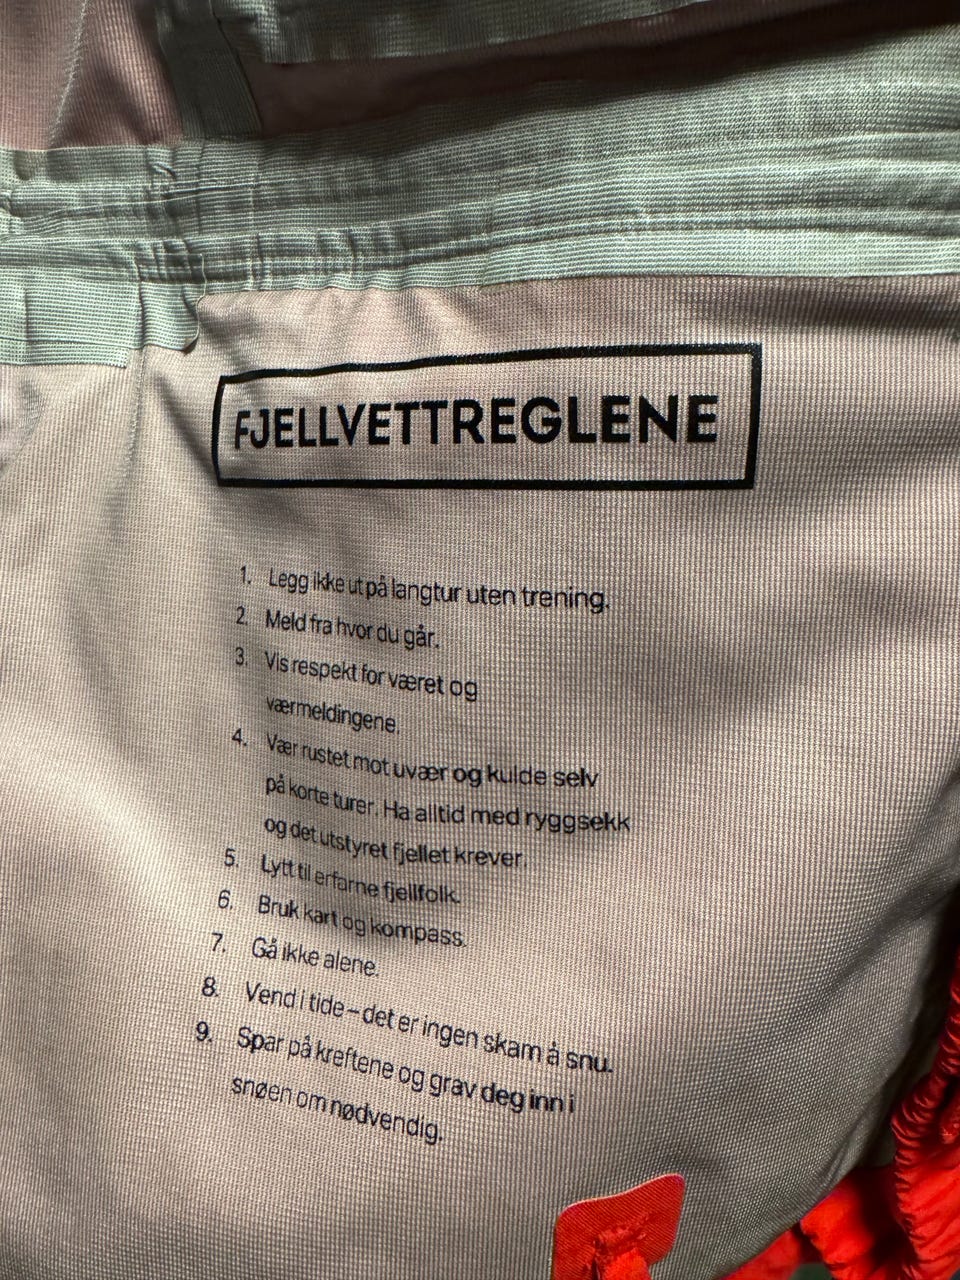 FJELLVETTREGLENE
1. Legg ikke ut på langtur uten trening.
2. Meld fra hvor du går.
3. Vis respekt for været og
værmeldingene.
4. Vær rustet mot uvær og kulde selv
på korte turer. Ha alltid med ryggsekk
og det utstyret fjellet krever.
5. Lytt til erfarne fjellfolk.
6. Bruk kart og kompass.
7. Gå ikke alene.
8. Vend i tide – det er ingen skam å snu.
9. Spar på kreftene og grav deg inn i
snøen om nødvendig.